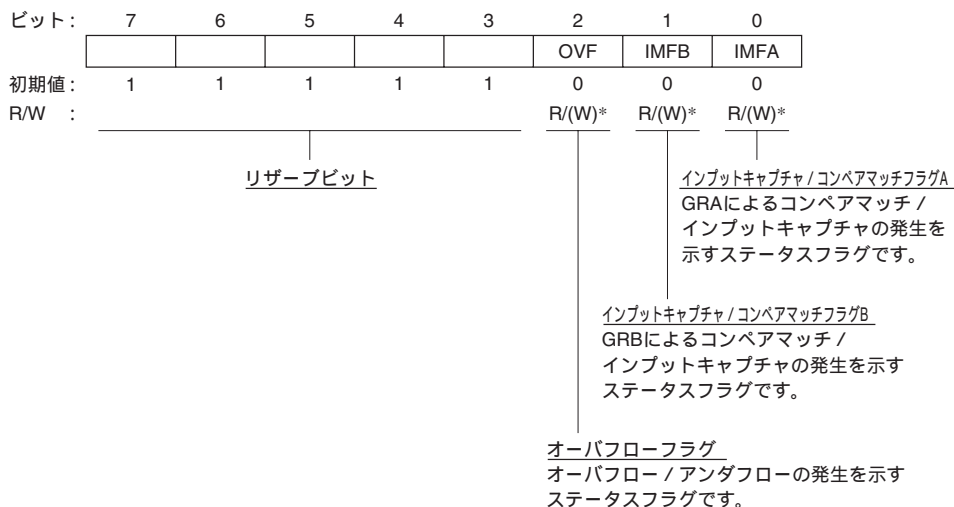 ビット: 7 6 5 4 3 2 1 0
OVF IMFB IMFA
初期値: 1 1 1 1 1 0 0 0
R/W : R/(W)* R/(W)* R/(W)*
リザーブビット
インプットキャプチャ / コンペアマッチフラグA
GRAによるコンペアマッチ /
インプットキャプチャの発生を
示すステータスフラグです。
インプットキャプチャ / コンペアマッチフラグB
GRBによるコンペアマッチ /
インプットキャプチャの発生を示す
ステータスフラグです。
オーバフローフラグ
オーバフロー / アンダフローの発生を示す
ステータスフラグです。